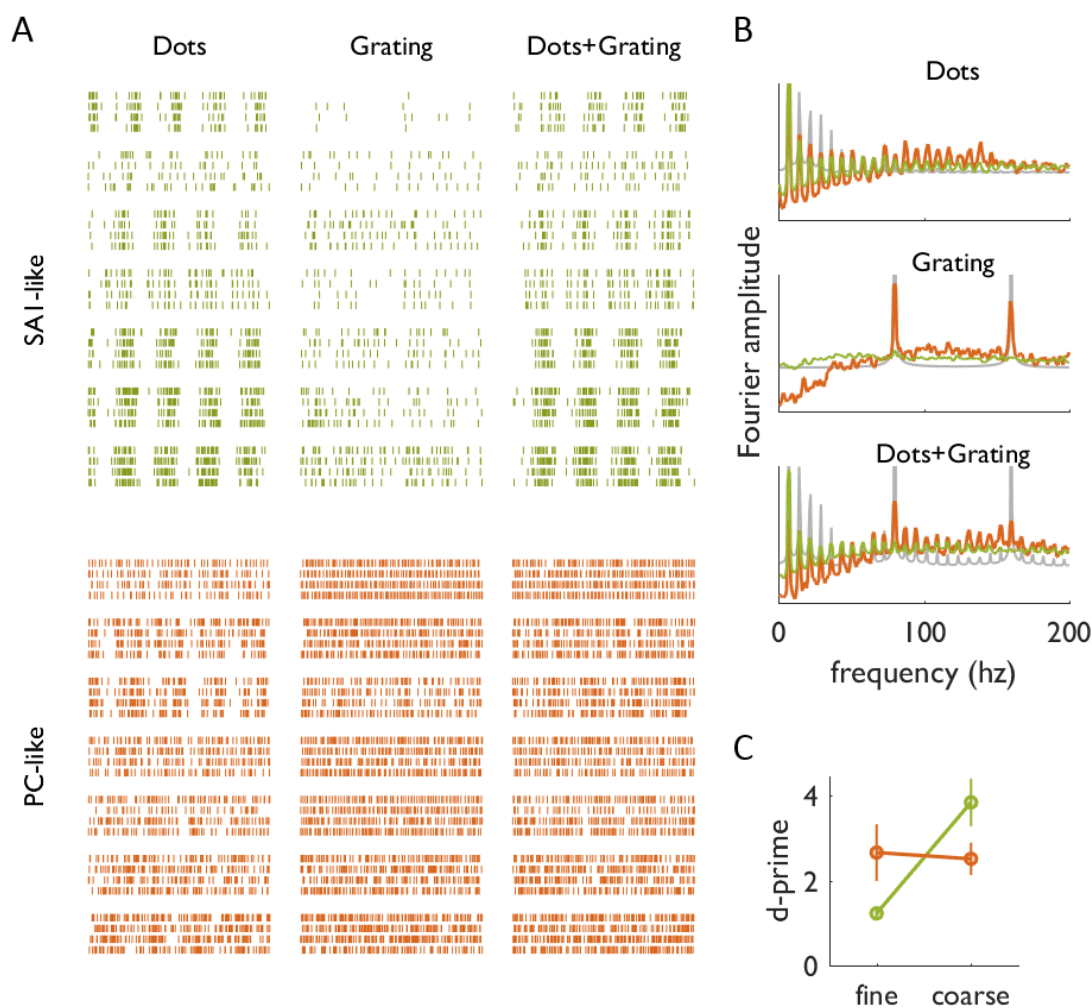 A
Dots
Grating
Dots+Grating
SA1-like
PC-like
B
Dots
Grating
Dots+Grating
Fourier amplitude
0
100
200
frequency (hz)
C
4
2
0
d-prime
fine
coarse